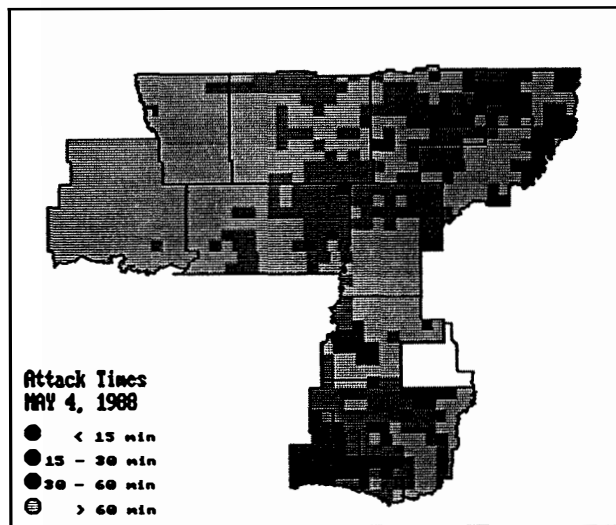 Attack Times
MAY 4, 1988
< 15 min
15 - 30 min
30 - 60 min
> 60 min